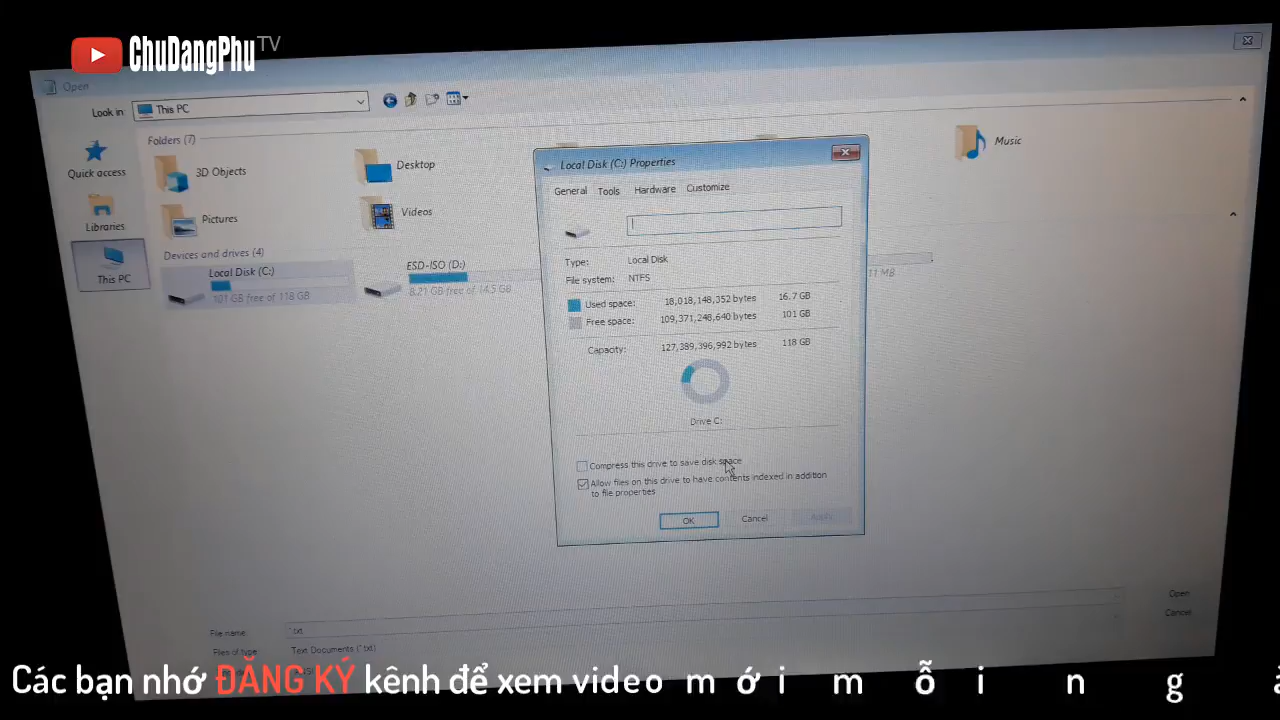 ChuDangPhu TV
Open
Look in: This PC
Folders (7)
Quick access
Libraries
This PC
3D Objects
Desktop
Music
Pictures
Videos
Devices and drives (4)
Local Disk (C:)
101 GB free of 118 GB
ESD-ISO (D:)
8.21 GB free of 14.5 GB
11 MB
Local Disk (C:) Properties
General Tools Hardware Customize
Type: Local Disk
File system: NTFS
Used space: 18,018,148,352 bytes 16.7 GB
Free space: 109,371,248,640 bytes 101 GB
Capacity: 127,389,396,992 bytes 118 GB
Drive C:
Compress this drive to save disk space
Allow files on this drive to have contents indexed in addition
to file properties
OK Cancel Apply
File name: *.txt
Open
Files of type: Text Documents (*.txt)
Cancel
Các bạn nhớ ĐĂNG KÝ kênh để xem video mới mỗi ng